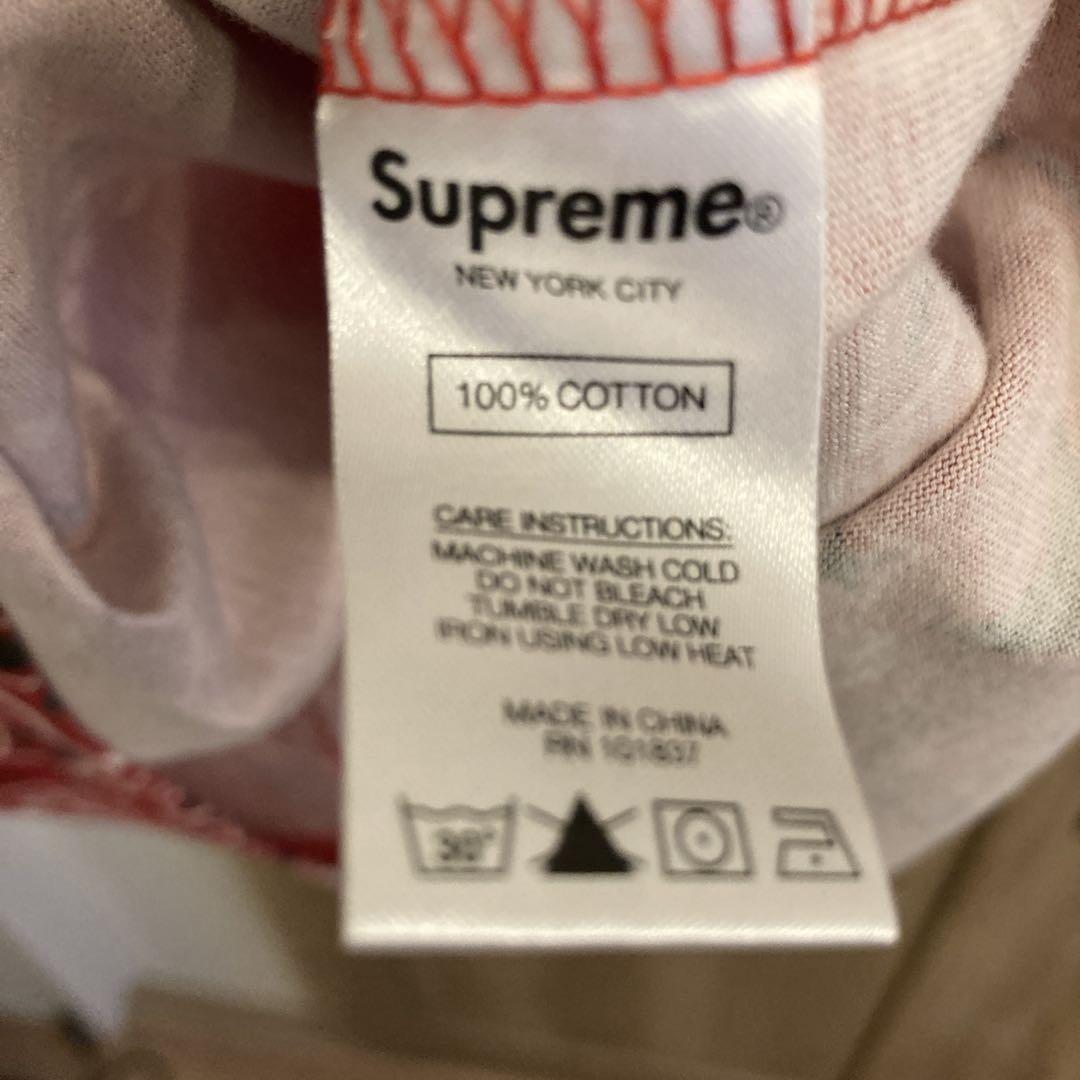 Supreme®
NEW YORK CITY
100% COTTON
CARE INSTRUCTIONS:
MACHINE WASH COLD
DO NOT BLEACH
TUMBLE DRY LOW
IRON USING LOW HEAT
MADE IN CHINA
RN 101837
30°